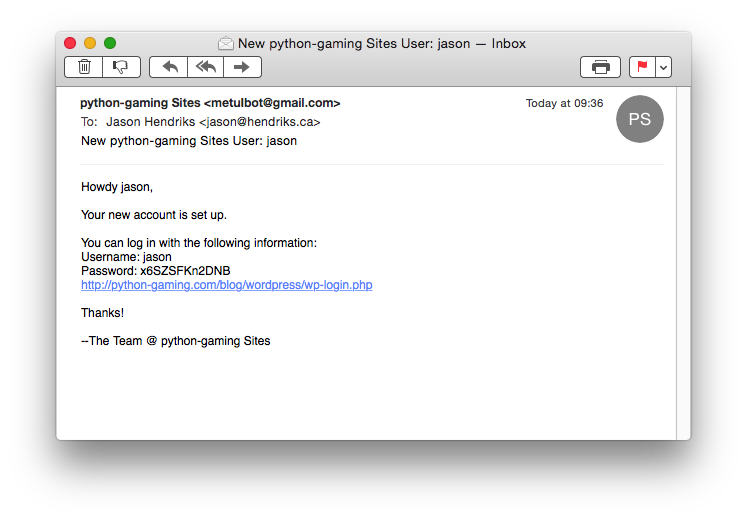 New python-gaming Sites User: jason — Inbox
python-gaming Sites <metulbot@gmail.com>
Today at 09:36
PS
To: Jason Hendriks <jason@hendriks.ca>
New python-gaming Sites User: jason
Howdy jason,
Your new account is set up.
You can log in with the following information:
Username: jason
Password: x6SZSFKn2DNB
http://python-gaming.com/blog/wordpress/wp-login.php
Thanks!
--The Team @ python-gaming Sites